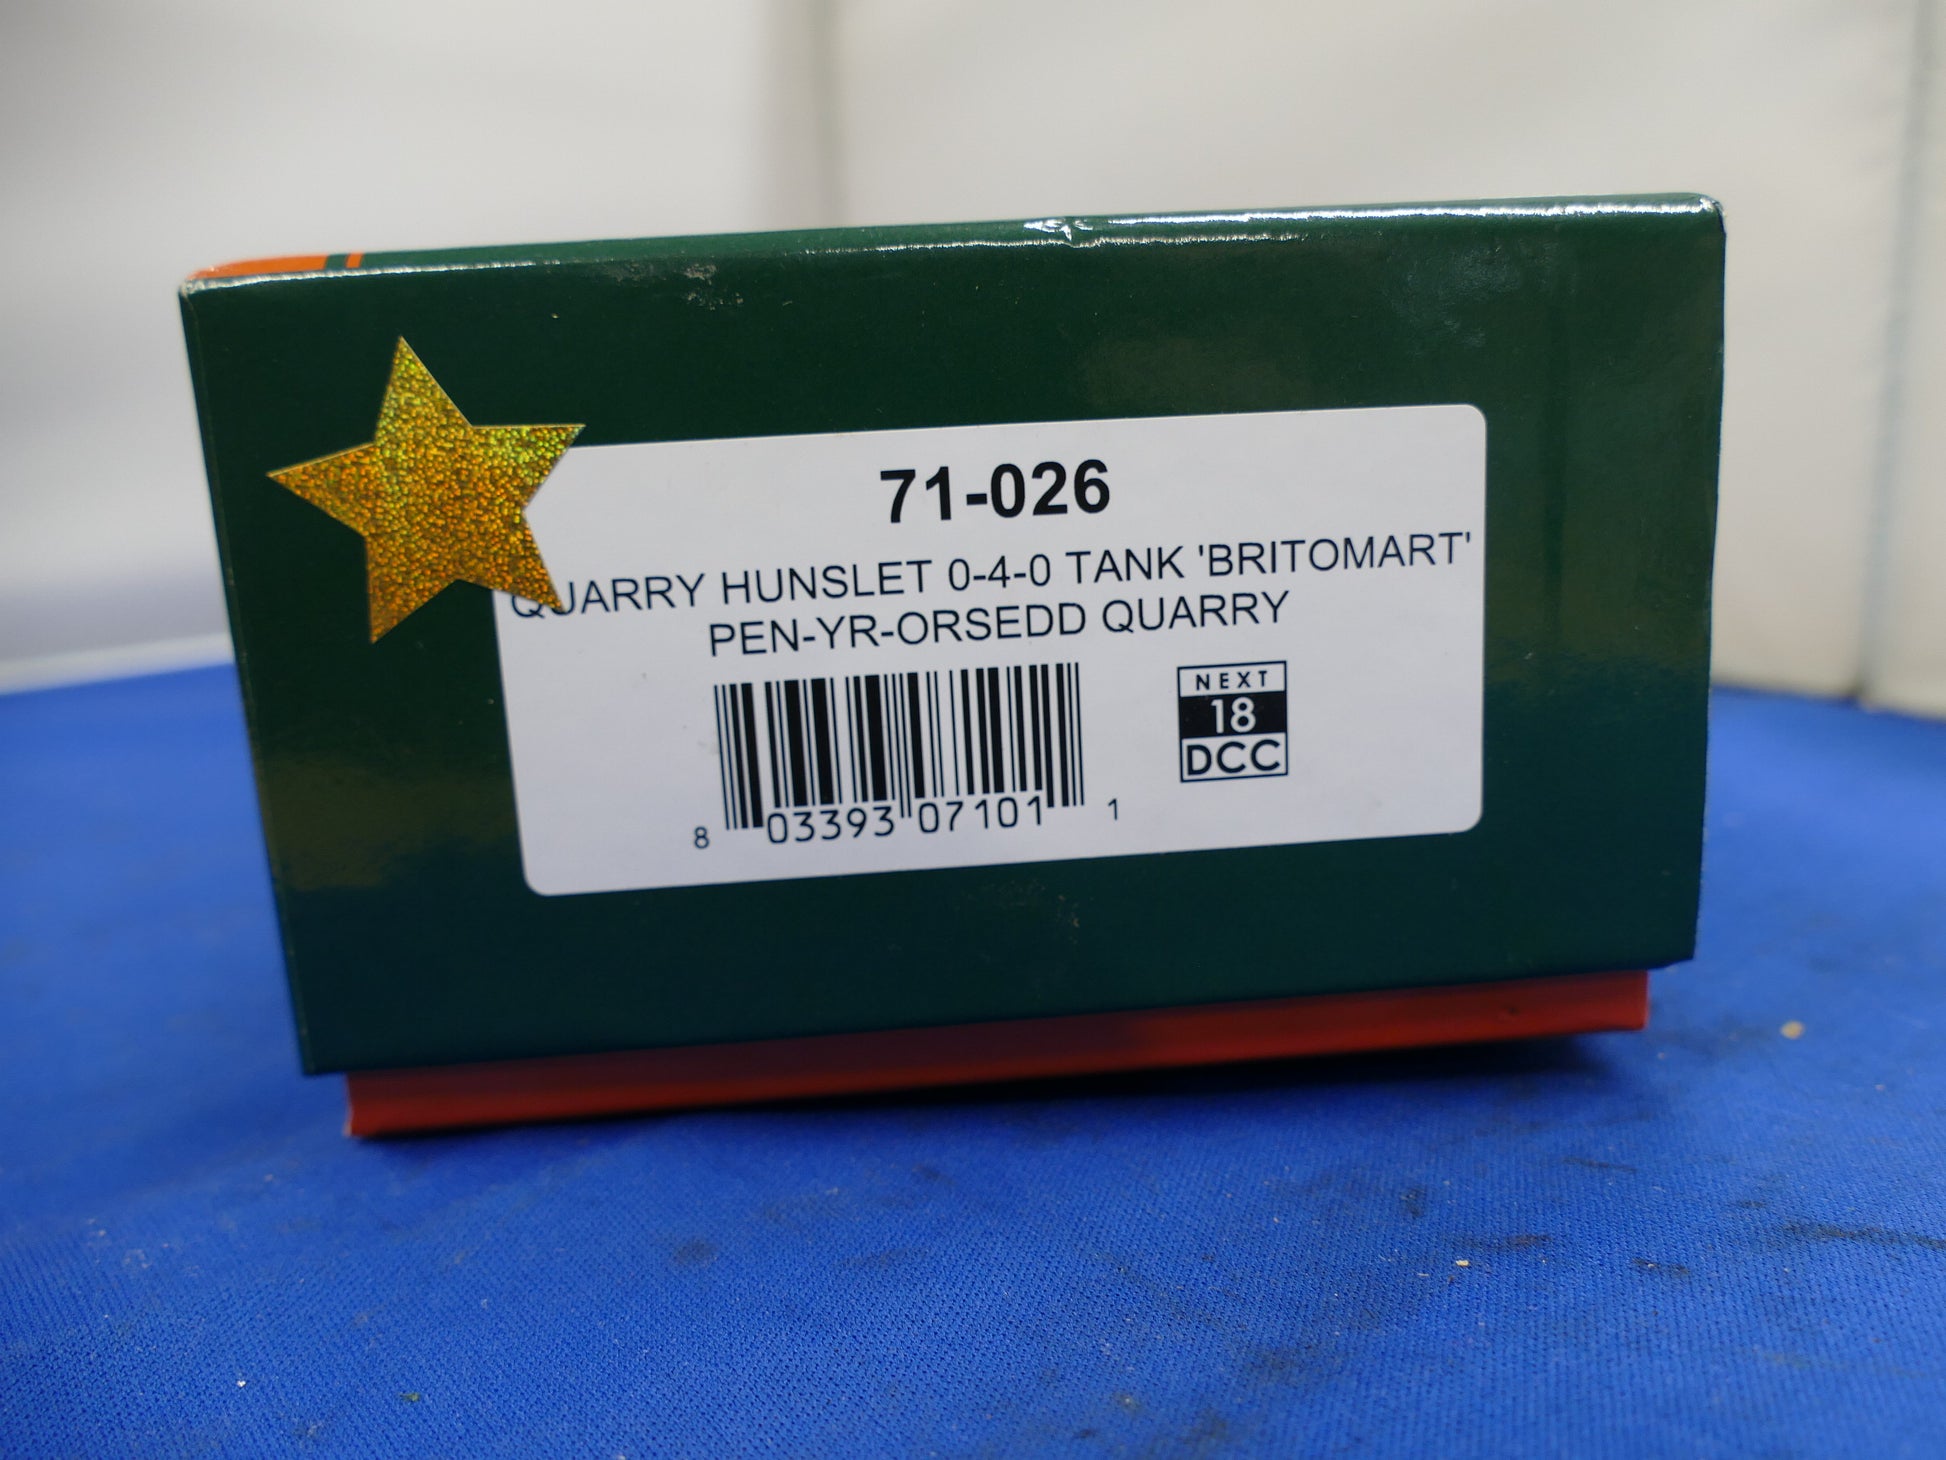 71-026
QUARRY HUNSLET 0-4-0 TANK 'BRITOMART'
PEN-YR-ORSEDD QUARRY
NEXT
18
DCC
8 03393 07101 1